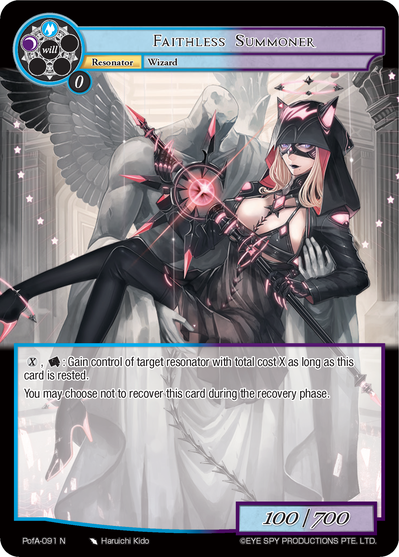 Faithless Summoner
will
Resonator
Wizard
0
X , : Gain control of target resonator with total cost X as long as this
card is rested.
You may choose not to recover this card during the recovery phase.
100/700
PofA-091 N
Haruichi Kido
©EYE SPY PRODUCTIONS PTE. LTD.